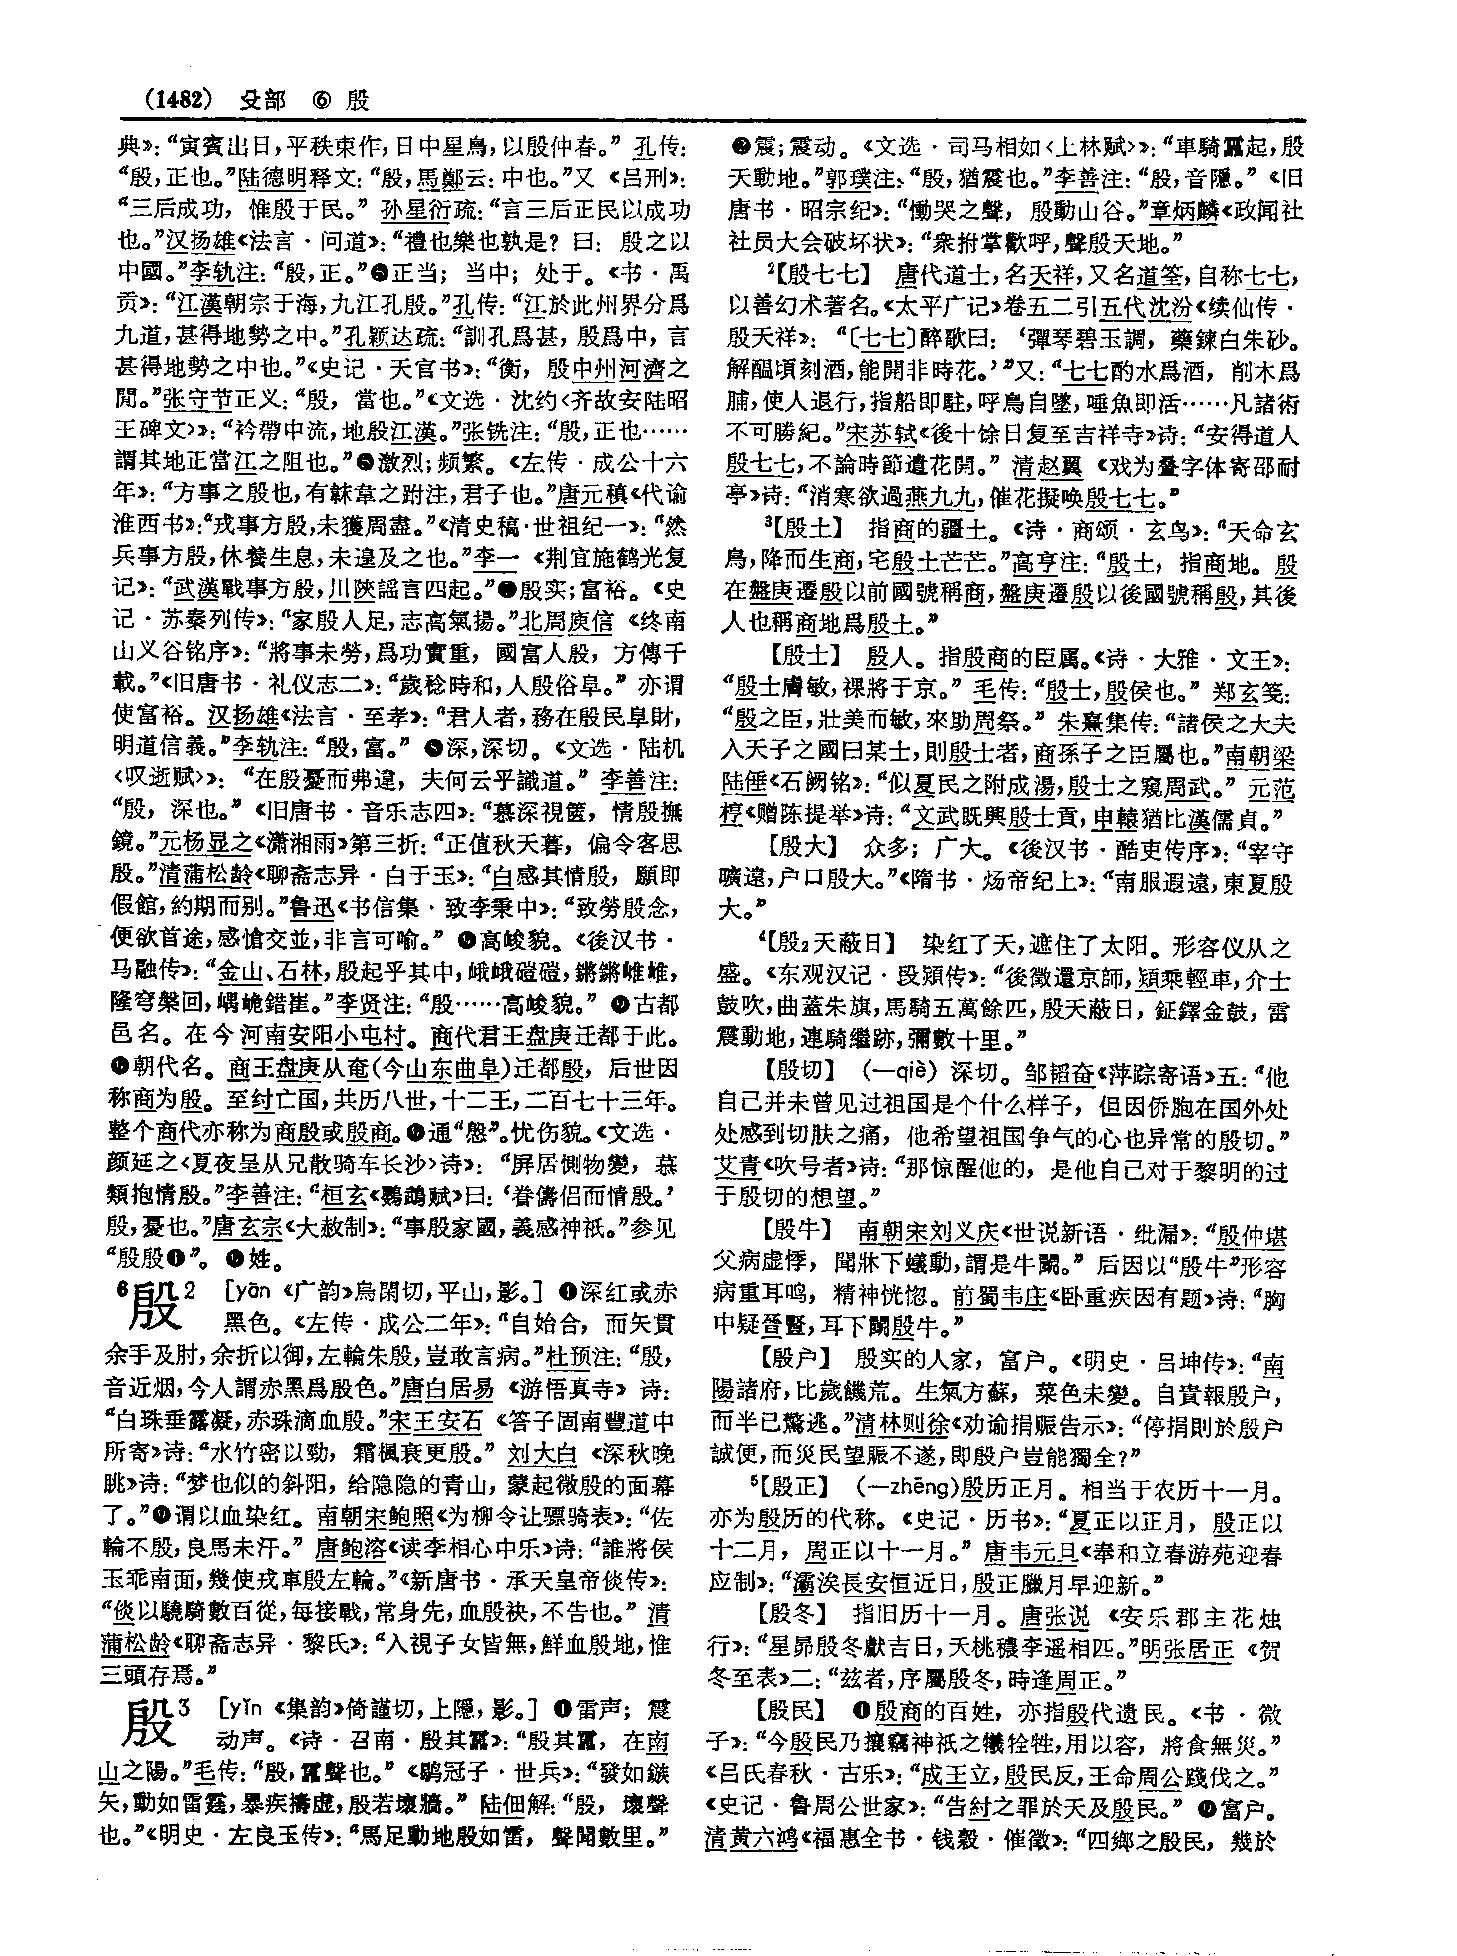 (1482) 殳部 ⑥ 殷
典》：“寅賓出日，平秩東作，日中星鳥，以殷仲春。”孔传：
“殷，正也。”陆德明释文：“殷，馬鄭云：中也。”又《吕刑》：
“三后成功，惟殷于民。”孙星衍疏：“言三后正民以成功
也。”汉扬雄《法言·问道》：“禮也樂也孰是？曰：殷之以
中國。”李轨注：“殷，正。”❺正当；当中；处于。《书·禹
贡》：“江漢朝宗于海，九江孔殷。”孔传：“江於此州界分爲
九道，甚得地勢之中。”孔颖达疏：“訓孔爲甚，殷爲中，言
甚得地勢之中也。”《史记·天官书》：“衡，殷中州河濟之
間。”张守节正义：“殷，當也。”《文选·沈约〈齐故安陆昭
王碑文〉》：“衿帶中流，地殷江漢。”张铣注：“殷，正也……
謂其地正當江之阻也。”❻激烈；频繁。《左传·成公十六
年》：“方事之殷也，有韎韋之跗注，君子也。”唐元稹《代谕
淮西书》：“戎事方殷，未獲周盡。”《清史稿·世祖纪一》：“然
兵事方殷，休養生息，未遑及之也。”李一《荆宜施鹤光复
记》：“武漢戰事方殷，川陝謡言四起。”❼殷实；富裕。《史
记·苏秦列传》：“家殷人足，志高氣揚。”北周庾信《终南
山义谷铭序》：“將事未勞，爲功實重，國富人殷，方傳千
載。”《旧唐书·礼仪志二》：“歲稔時和，人殷俗阜。”亦谓
使富裕。汉扬雄《法言·至孝》：“君人者，務在殷民阜財，
明道信義。”李轨注：“殷，富。”❽深，深切。《文选·陆机
〈叹逝赋〉》：“在殷憂而弗違，夫何云乎識道。”李善注：
“殷，深也。”《旧唐书·音乐志四》：“慕深視篋，情殷撫
鏡。”元杨显之《潇湘雨》第三折：“正值秋天暮，偏令客思
殷。”清蒲松龄《聊斋志异·白于玉》：“白感其情殷，願即
假館，約期而别。”鲁迅《书信集·致李秉中》：“致勞殷念，
便欲首途，感愴交並，非言可喻。”❾高峻貌。《後汉书·
马融传》：“金山、石林，殷起乎其中，峨峨磑磑，鏘鏘崔崔，
隆穹槃回，嵎峗錯崔。”李贤注：“殷……高峻貌。”❿古都
邑名。在今河南安阳小屯村。商代君王盘庚迁都于此。
⓫朝代名。商王盘庚从奄(今山东曲阜)迁都殷，后世因
称商为殷。至纣亡国，共历八世，十二王，二百七十三年。
整个商代亦称为商殷或殷商。⓬通“慇”。忧伤貌。《文选·
颜延之〈夏夜呈从兄散骑车长沙〉诗》：“屏居惻物變，慕
類抱情殷。”李善注：“桓玄《鸚鵡赋》曰：‘眷儔侣而情殷。’
殷，憂也。”唐玄宗《大赦制》：“事殷家國，義感神祇。”参见
“殷殷❶”。⓭姓。
⁶殷² [yān 《广韵》烏閑切，平山，影。] ❶深红或赤
黑色。《左传·成公二年》：“自始合，而矢貫
余手及肘，余折以御，左輪朱殷，豈敢言病。”杜预注：“殷，
音近烟，今人謂赤黑爲殷色。”唐白居易《游悟真寺》诗：
“白珠垂露凝，赤珠滴血殷。”宋王安石《答子固南豐道中
所寄》诗：“水竹密以勁，霜楓衰更殷。”刘大白《深秋晚
眺》诗：“梦也似的斜阳，给隐隐的青山，蒙起微殷的面幕
了。”❷谓以血染红。南朝宋鲍照《为柳令让骠骑表》：“佐
輪不殷，良馬未汗。”唐鲍溶《读李相心中乐》诗：“誰將侯
玉乖南面，幾使戎車殷左輪。”《新唐书·承天皇帝倓传》：
“倓以驍騎數百從，每接戰，常身先，血殷袂，不告也。”清
蒲松龄《聊斋志异·黎氏》：“入視子女皆無，鮮血殷地，惟
三頭存焉。”
殷³ [yǐn 《集韵》倚謹切，上隱，影。] ❶雷声；震
动声。《诗·召南·殷其靁》：“殷其靁，在南
山之陽。”毛传：“殷，靁聲也。”《鶡冠子·世兵》：“發如鏃
矢，動如雷霆，暴疾擣虚，殷若壞牆。”陆佃解：“殷，壞聲
也。”《明史·左良玉传》：“馬足動地殷如雷，聲聞數里。”
❷震；震动。《文选·司马相如〈上林赋〉》：“車騎靁起，殷
天動地。”郭璞注：“殷，猶震也。”李善注：“殷，音隱。”《旧
唐书·昭宗纪》：“慟哭之聲，殷動山谷。”章炳麟《政闻社
社员大会破坏状》：“衆拊掌歡呼，聲殷天地。”
²【殷七七】 唐代道士，名天祥，又名道筌，自称七七，
以善幻术著名。《太平广记》卷五二引五代沈汾《续仙传·
殷天祥》：“〔七七〕醉歌曰：‘彈琴碧玉調，藥鍊白朱砂。
解醖頃刻酒，能開非時花。’”又：“七七酌水爲酒，削木爲
脯，使人退行，指船即駐，呼鳥自墜，唾魚即活……凡諸術
不可勝紀。”宋苏轼《後十馀日复至吉祥寺》诗：“安得道人
殷七七，不論時節遣花開。”清赵翼《戏为叠字体寄邵耐
亭》诗：“消寒欲過燕九九，催花擬唤殷七七。”
³【殷土】 指商的疆土。《诗·商颂·玄鸟》：“天命玄
鳥，降而生商，宅殷土芒芒。”高亨注：“殷土，指商地。殷
在盤庚遷殷以前國號稱商，盤庚遷殷以後國號稱殷，其後
人也稱商地爲殷土。”
【殷士】 殷人。指殷商的臣属。《诗·大雅·文王》：
“殷士膚敏，祼將于京。”毛传：“殷士，殷侯也。”郑玄笺：
“殷之臣，壯美而敏，來助周祭。”朱熹集传：“諸侯之大夫
入天子之國曰某士，則殷士者，商孫子之臣屬也。”南朝梁
陆倕《石阙铭》：“似夏民之附成湯，殷士之窺周武。”元范
梈《赠陈提举》诗：“文武既興殷士貢，申轅猶比漢儒貞。”
【殷大】 众多；广大。《後汉书·酷吏传序》：“宰守
曠遠，户口殷大。”《隋书·炀帝纪上》：“南服遐遠，東夏殷
大。”
⁴【殷₂天蔽日】 染红了天，遮住了太阳。形容仪从之
盛。《东观汉记·段熲传》：“後徵還京師，熲乘輕車，介士
鼓吹，曲蓋朱旗，馬騎五萬餘匹，殷天蔽日，鉦鐸金鼓，雷
震動地，連騎繼跡，彌數十里。”
【殷切】 (—qiè) 深切。邹韬奋《萍踪寄语》五：“他
自己并未曾见过祖国是个什么样子，但因侨胞在国外处
处感到切肤之痛，他希望祖国争气的心也异常的殷切。”
艾青《吹号者》诗：“那惊醒他的，是他自己对于黎明的过
于殷切的想望。”
【殷牛】 南朝宋刘义庆《世说新语·纰漏》：“殷仲堪
父病虚悸，聞牀下蟻動，謂是牛鬭。”后因以“殷牛”形容
病重耳鸣，精神恍惚。前蜀韦庄《卧重疾因有题》诗：“胸
中疑晉豎，耳下鬭殷牛。”
【殷户】 殷实的人家，富户。《明史·吕坤传》：“南
陽諸府，比歲饑荒。生氣方蘇，菜色未變。自責報殷户，
而半已驚逃。”清林则徐《劝谕捐赈告示》：“停捐則於殷户
誠便，而災民望賑不遂，即殷户豈能獨全？”
⁵【殷正】 (—zhēng)殷历正月。相当于农历十一月。
亦为殷历的代称。《史记·历书》：“夏正以正月，殷正以
十二月，周正以十一月。”唐韦元旦《奉和立春游苑迎春
应制》：“灞涘長安恒近日，殷正臘月早迎新。”
【殷冬】 指旧历十一月。唐张说《安乐郡主花烛
行》：“星昴殷冬獻吉日，夭桃穠李遥相匹。”明张居正《贺
冬至表》二：“兹者，序屬殷冬，時逢周正。”
【殷民】 ❶殷商的百姓，亦指殷代遗民。《书·微
子》：“今殷民乃攘竊神祇之犧牷牲，用以容，將食無災。”
《吕氏春秋·古乐》：“成王立，殷民反，王命周公踐伐之。”
《史记·鲁周公世家》：“告紂之罪於天及殷民。”❷富户。
清黄六鸿《福惠全书·钱穀·催徵》：“四鄉之殷民，幾於